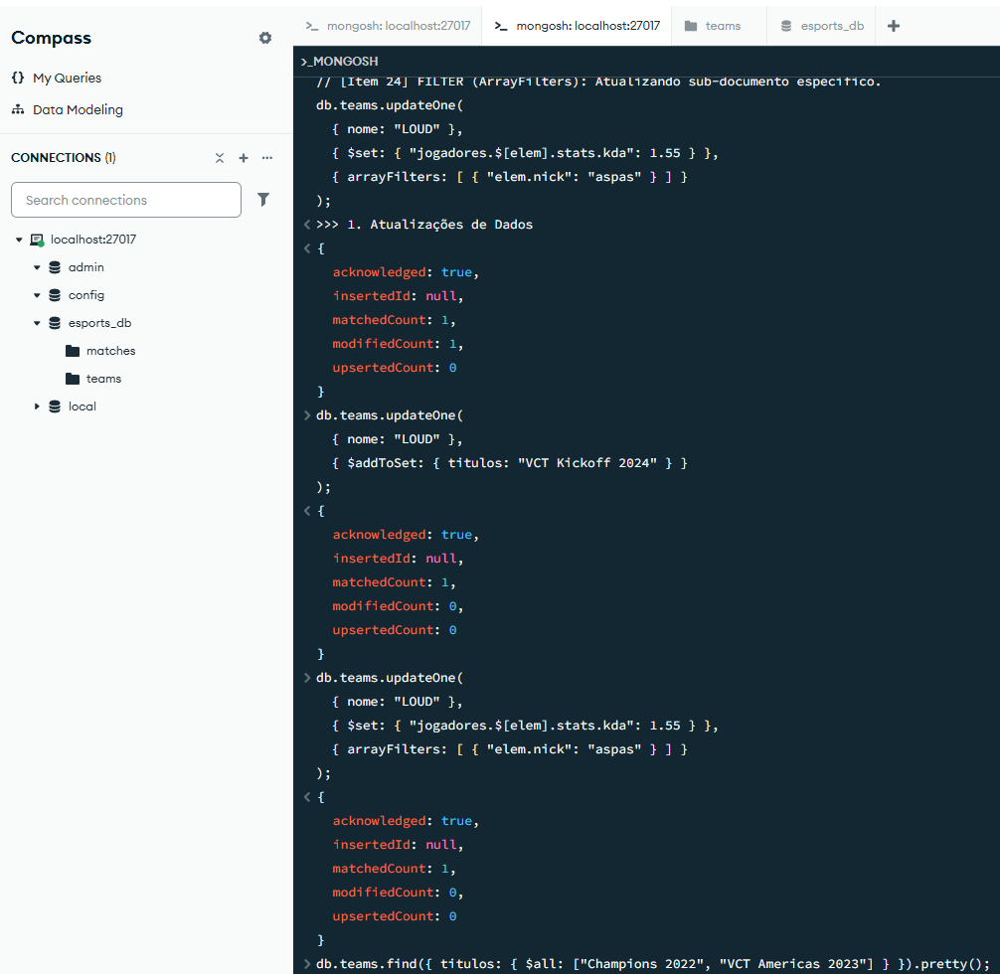 Compass
My Queries
Data Modeling
CONNECTIONS (1)
Search connections
localhost:27017
admin
config
esports_db
matches
teams
local
>_ mongosh: localhost:27017
>_ mongosh: localhost:27017
teams
esports_db
>_MONGOSH
// [Item 24] FILTER (ArrayFilters): Atualizando sub-documento específico.
db.teams.updateOne(
{ nome: "LOUD" },
{ $set: { "jogadores.$[elem].stats.kda": 1.55 } },
{ arrayFilters: [ { "elem.nick": "aspas" } ] }
);
< >>> 1. Atualizações de Dados
< {
acknowledged: true,
insertedId: null,
matchedCount: 1,
modifiedCount: 1,
upsertedCount: 0
}
> db.teams.updateOne(
{ nome: "LOUD" },
{ $addToSet: { titulos: "VCT Kickoff 2024" } }
);
< {
acknowledged: true,
insertedId: null,
matchedCount: 1,
modifiedCount: 0,
upsertedCount: 0
}
> db.teams.updateOne(
{ nome: "LOUD" },
{ $set: { "jogadores.$[elem].stats.kda": 1.55 } },
{ arrayFilters: [ { "elem.nick": "aspas" } ] }
);
< {
acknowledged: true,
insertedId: null,
matchedCount: 1,
modifiedCount: 0,
upsertedCount: 0
}
> db.teams.find({ titulos: { $all: ["Champions 2022", "VCT Americas 2023"] } }).pretty();